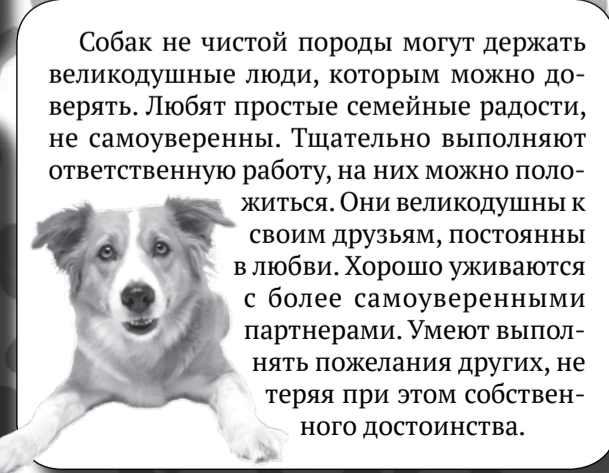 Собак не чистой породы могут держать
великодушные люди, которым можно до-
верять. Любят простые семейные радости,
не самоуверенны. Тщательно выполняют
ответственную работу, на них можно поло-
житься. Они великодушны к
своим друзьям, постоянны
в любви. Хорошо уживаются
с более самоуверенными
партнерами. Умеют выпол-
нять пожелания других, не
теряя при этом собствен-
ного достоинства.